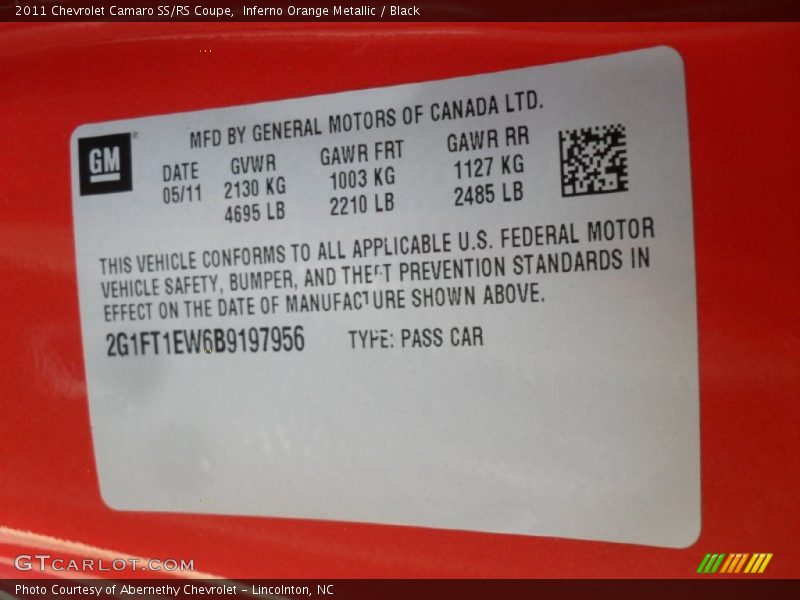 2011 Chevrolet Camaro SS/RS Coupe,  Inferno Orange Metallic / Black
MFD BY GENERAL MOTORS OF CANADA LTD.
GM
DATE GVWR GAWR FRT GAWR RR
05/11 2130 KG 1003 KG 1127 KG
4695 LB 2210 LB 2485 LB
THIS VEHICLE CONFORMS TO ALL APPLICABLE U.S. FEDERAL MOTOR
VEHICLE SAFETY, BUMPER, AND THEFT PREVENTION STANDARDS IN
EFFECT ON THE DATE OF MANUFACTURE SHOWN ABOVE.
2G1FT1EW6B9197956 TYPE: PASS CAR
GTCARLOT.COM
Photo Courtesy of Abernethy Chevrolet – Lincolnton, NC